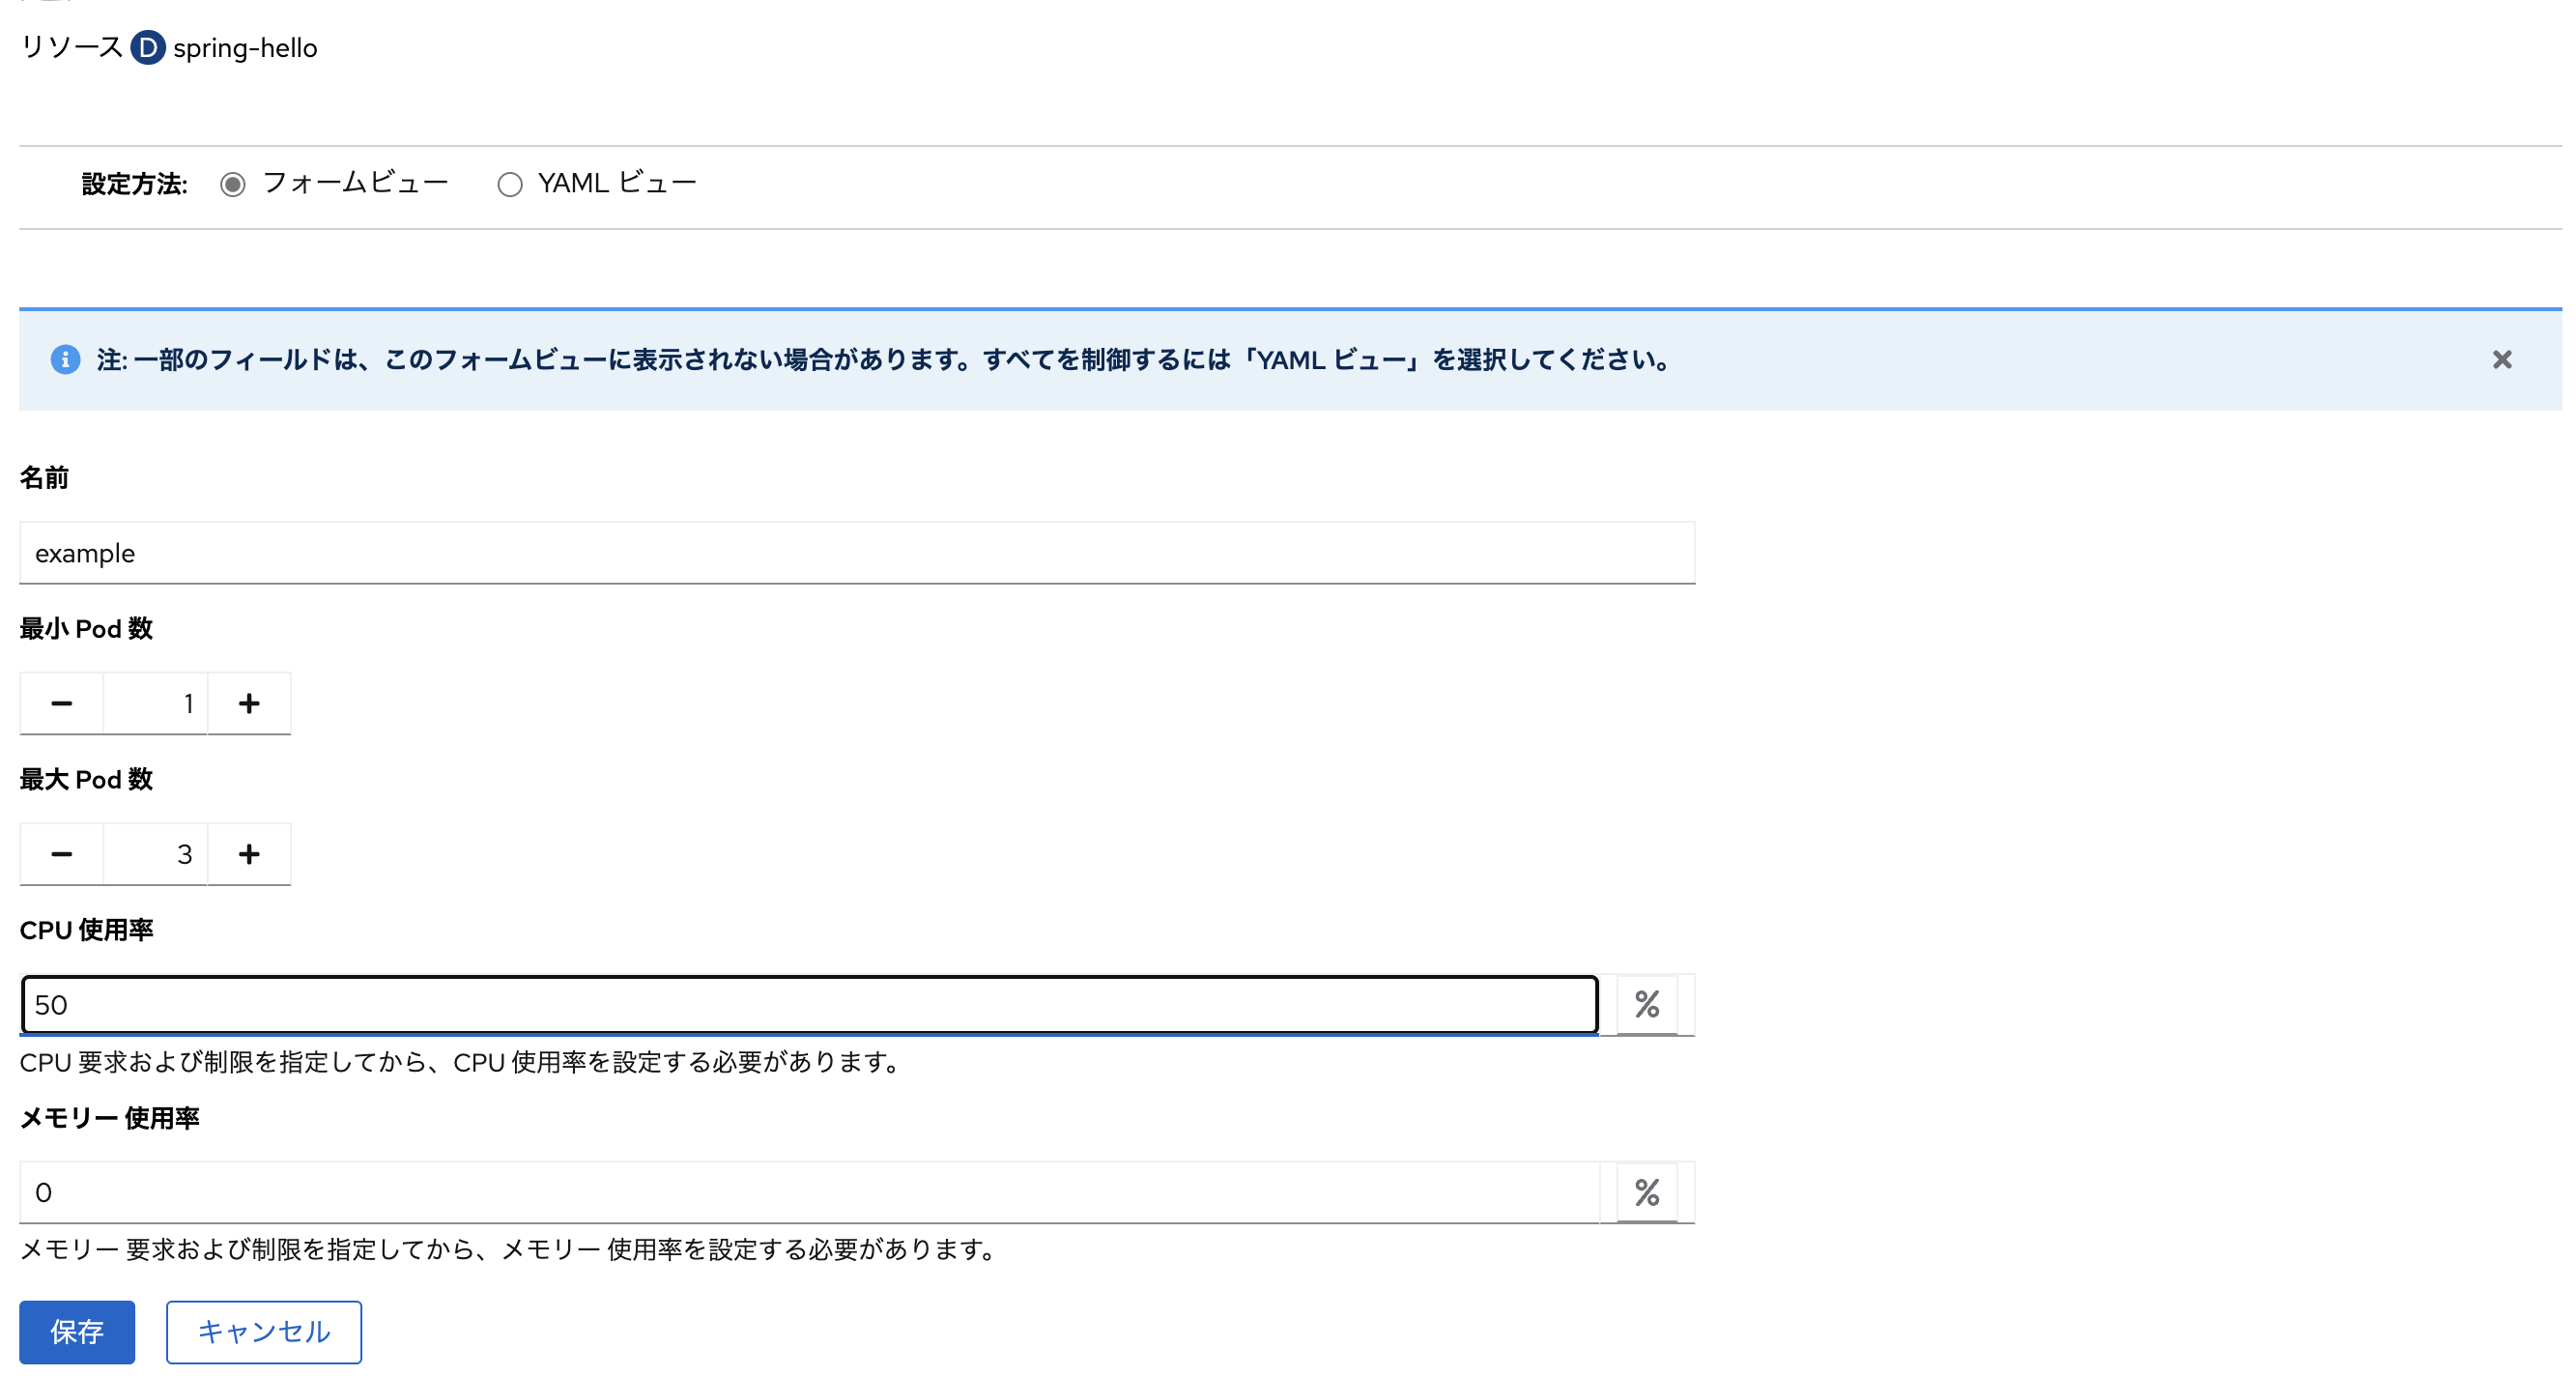 リソース D spring-hello
設定方法: フォームビュー YAML ビュー
注: 一部のフィールドは、このフォームビューに表示されない場合があります。すべてを制御するには「YAML ビュー」を選択してください。
名前
example
最小 Pod 数
1
最大 Pod 数
3
CPU 使用率
50 %
CPU 要求および制限を指定してから、CPU 使用率を設定する必要があります。
メモリー 使用率
0 %
メモリー 要求および制限を指定してから、メモリー 使用率を設定する必要があります。
保存 キャンセル